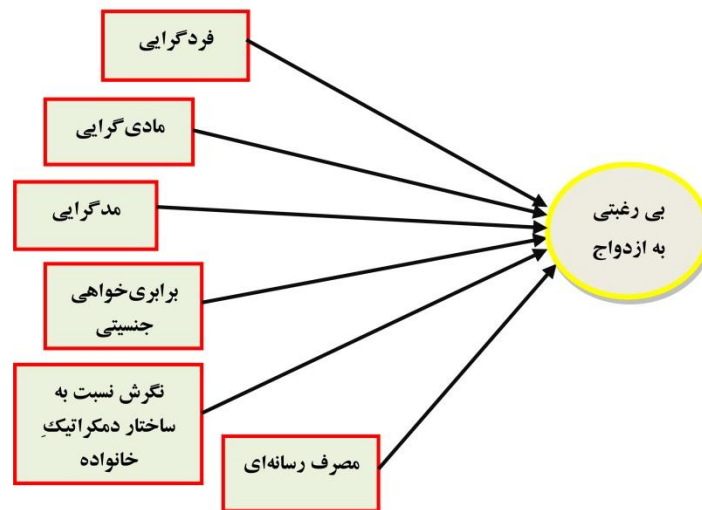 فردگرایی
مادی‌گرایی
مدگرایی
برابری‌خواهی
جنسیتی
نگرش نسبت به
ساختار دمکراتیکِ
خانواده
مصرف رسانه‌ای
بی رغبتی
به ازدواج